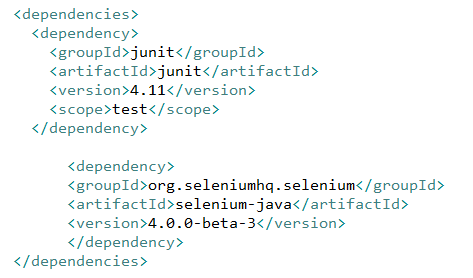 <dependencies>
<dependency>
<groupId>junit</groupId>
<artifactId>junit</artifactId>
<version>4.11</version>
<scope>test</scope>
</dependency>
<dependency>
<groupId>org.seleniumhq.selenium</groupId>
<artifactId>selenium-java</artifactId>
<version>4.0.0-beta-3</version>
</dependency>
</dependencies>